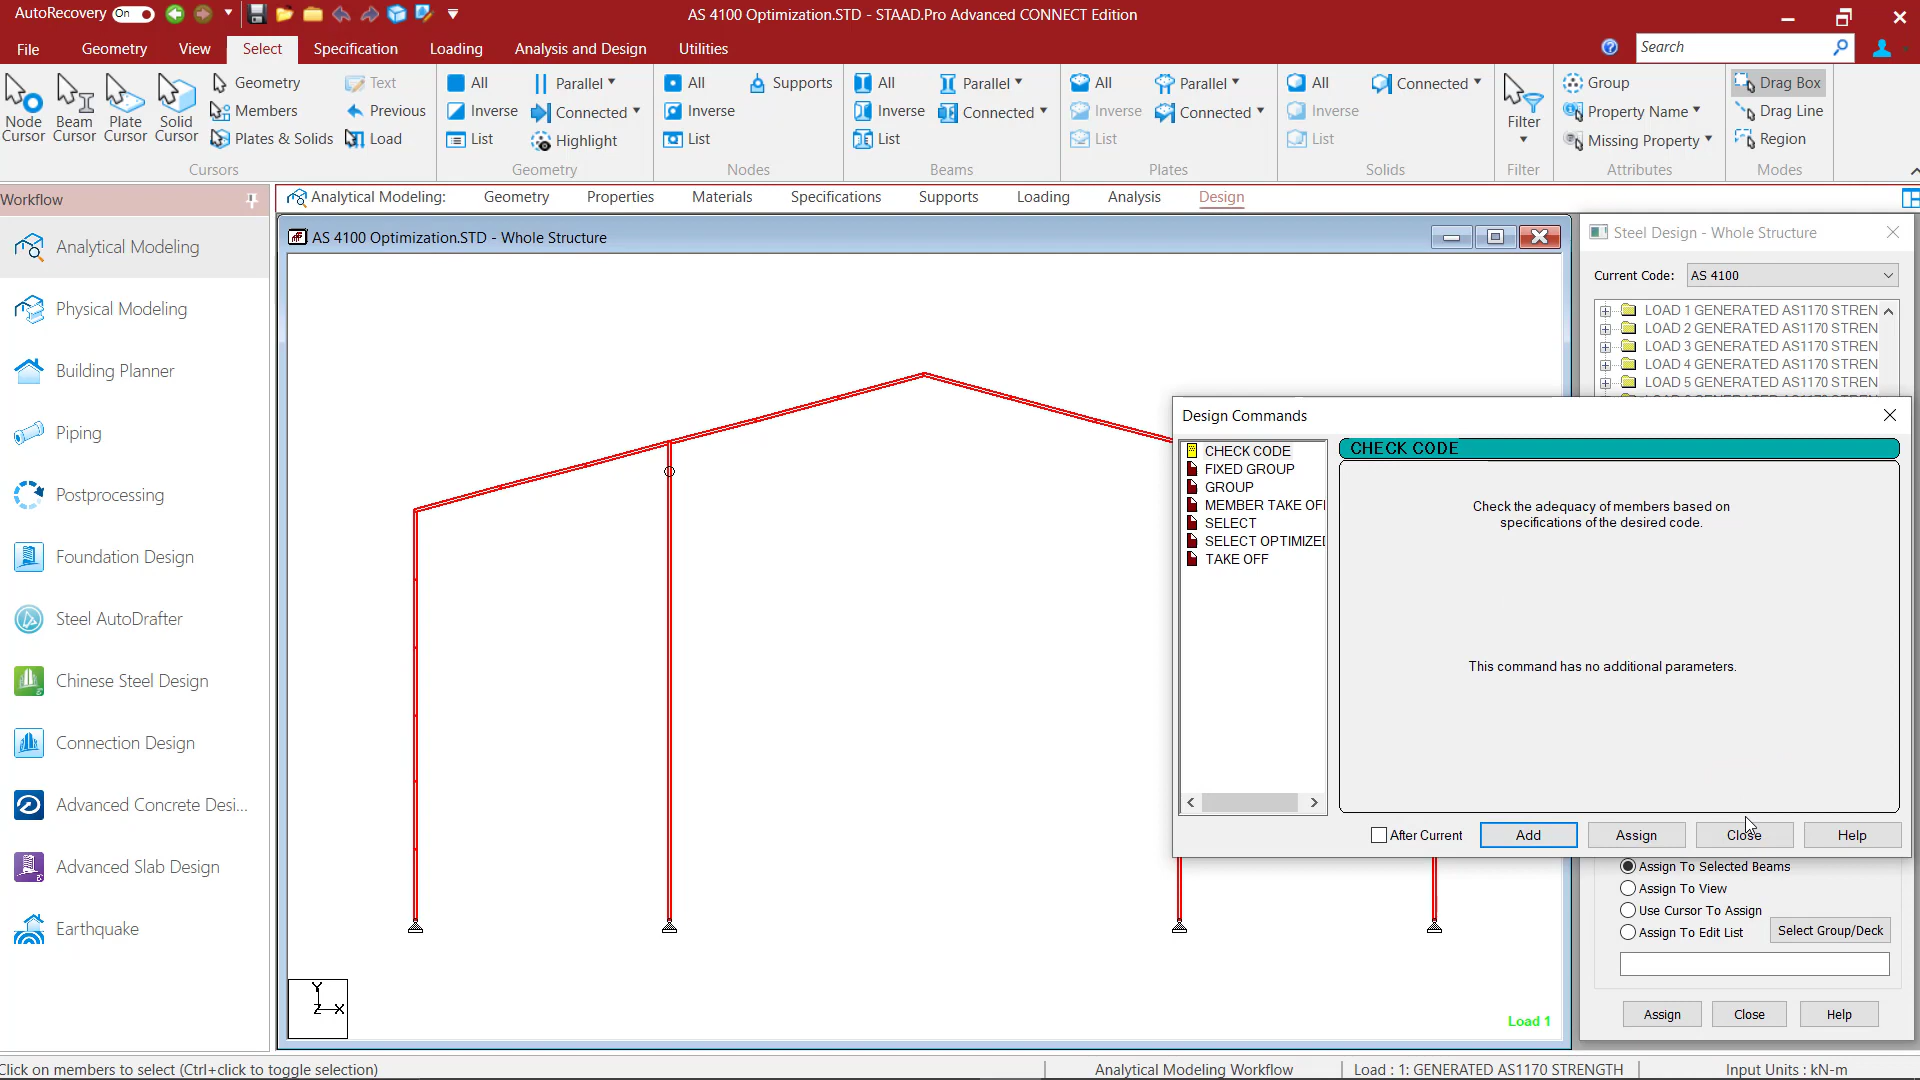 AutoRecovery On
AS 4100 Optimization.STD - STAAD.Pro Advanced CONNECT Edition
File Geometry View Select Specification Loading Analysis and Design Utilities
Search
Node Cursor
Beam Cursor
Plate Cursor
Solid Cursor
Geometry
Members
Plates & Solids
Text
Previous
Load
Cursors
All
Inverse
List
Parallel
Connected
Highlight
Geometry
All
Inverse
List
Supports
Nodes
All
Inverse
List
Parallel
Connected
Beams
All
Inverse
List
Parallel
Connected
Plates
All
Inverse
List
Connected
Solids
Filter
Filter
Group
Property Name
Missing Property
Attributes
Drag Box
Drag Line
Region
Modes
Workflow
Analytical Modeling
Physical Modeling
Building Planner
Piping
Postprocessing
Foundation Design
Steel AutoDrafter
Chinese Steel Design
Connection Design
Advanced Concrete Desi...
Advanced Slab Design
Earthquake
Analytical Modeling: Geometry Properties Materials Specifications Supports Loading Analysis Design
AS 4100 Optimization.STD - Whole Structure
Y
Z X
Load 1
Steel Design - Whole Structure
Current Code: AS 4100
LOAD 1 GENERATED AS1170 STREN
LOAD 2 GENERATED AS1170 STREN
LOAD 3 GENERATED AS1170 STREN
LOAD 4 GENERATED AS1170 STREN
LOAD 5 GENERATED AS1170 STREN
Design Commands
CHECK CODE
FIXED GROUP
GROUP
MEMBER TAKE OF
SELECT
SELECT OPTIMIZE
TAKE OFF
CHECK CODE
Check the adequacy of members based on
specifications of the desired code.
This command has no additional parameters.
After Current Add Assign Close Help
Assign To Selected Beams
Assign To View
Use Cursor To Assign
Assign To Edit List
Select Group/Deck
Assign Close Help
Click on members to select (Ctrl+click to toggle selection)
Analytical Modeling Workflow
Load : 1: GENERATED AS1170 STRENGTH
Input Units : kN-m